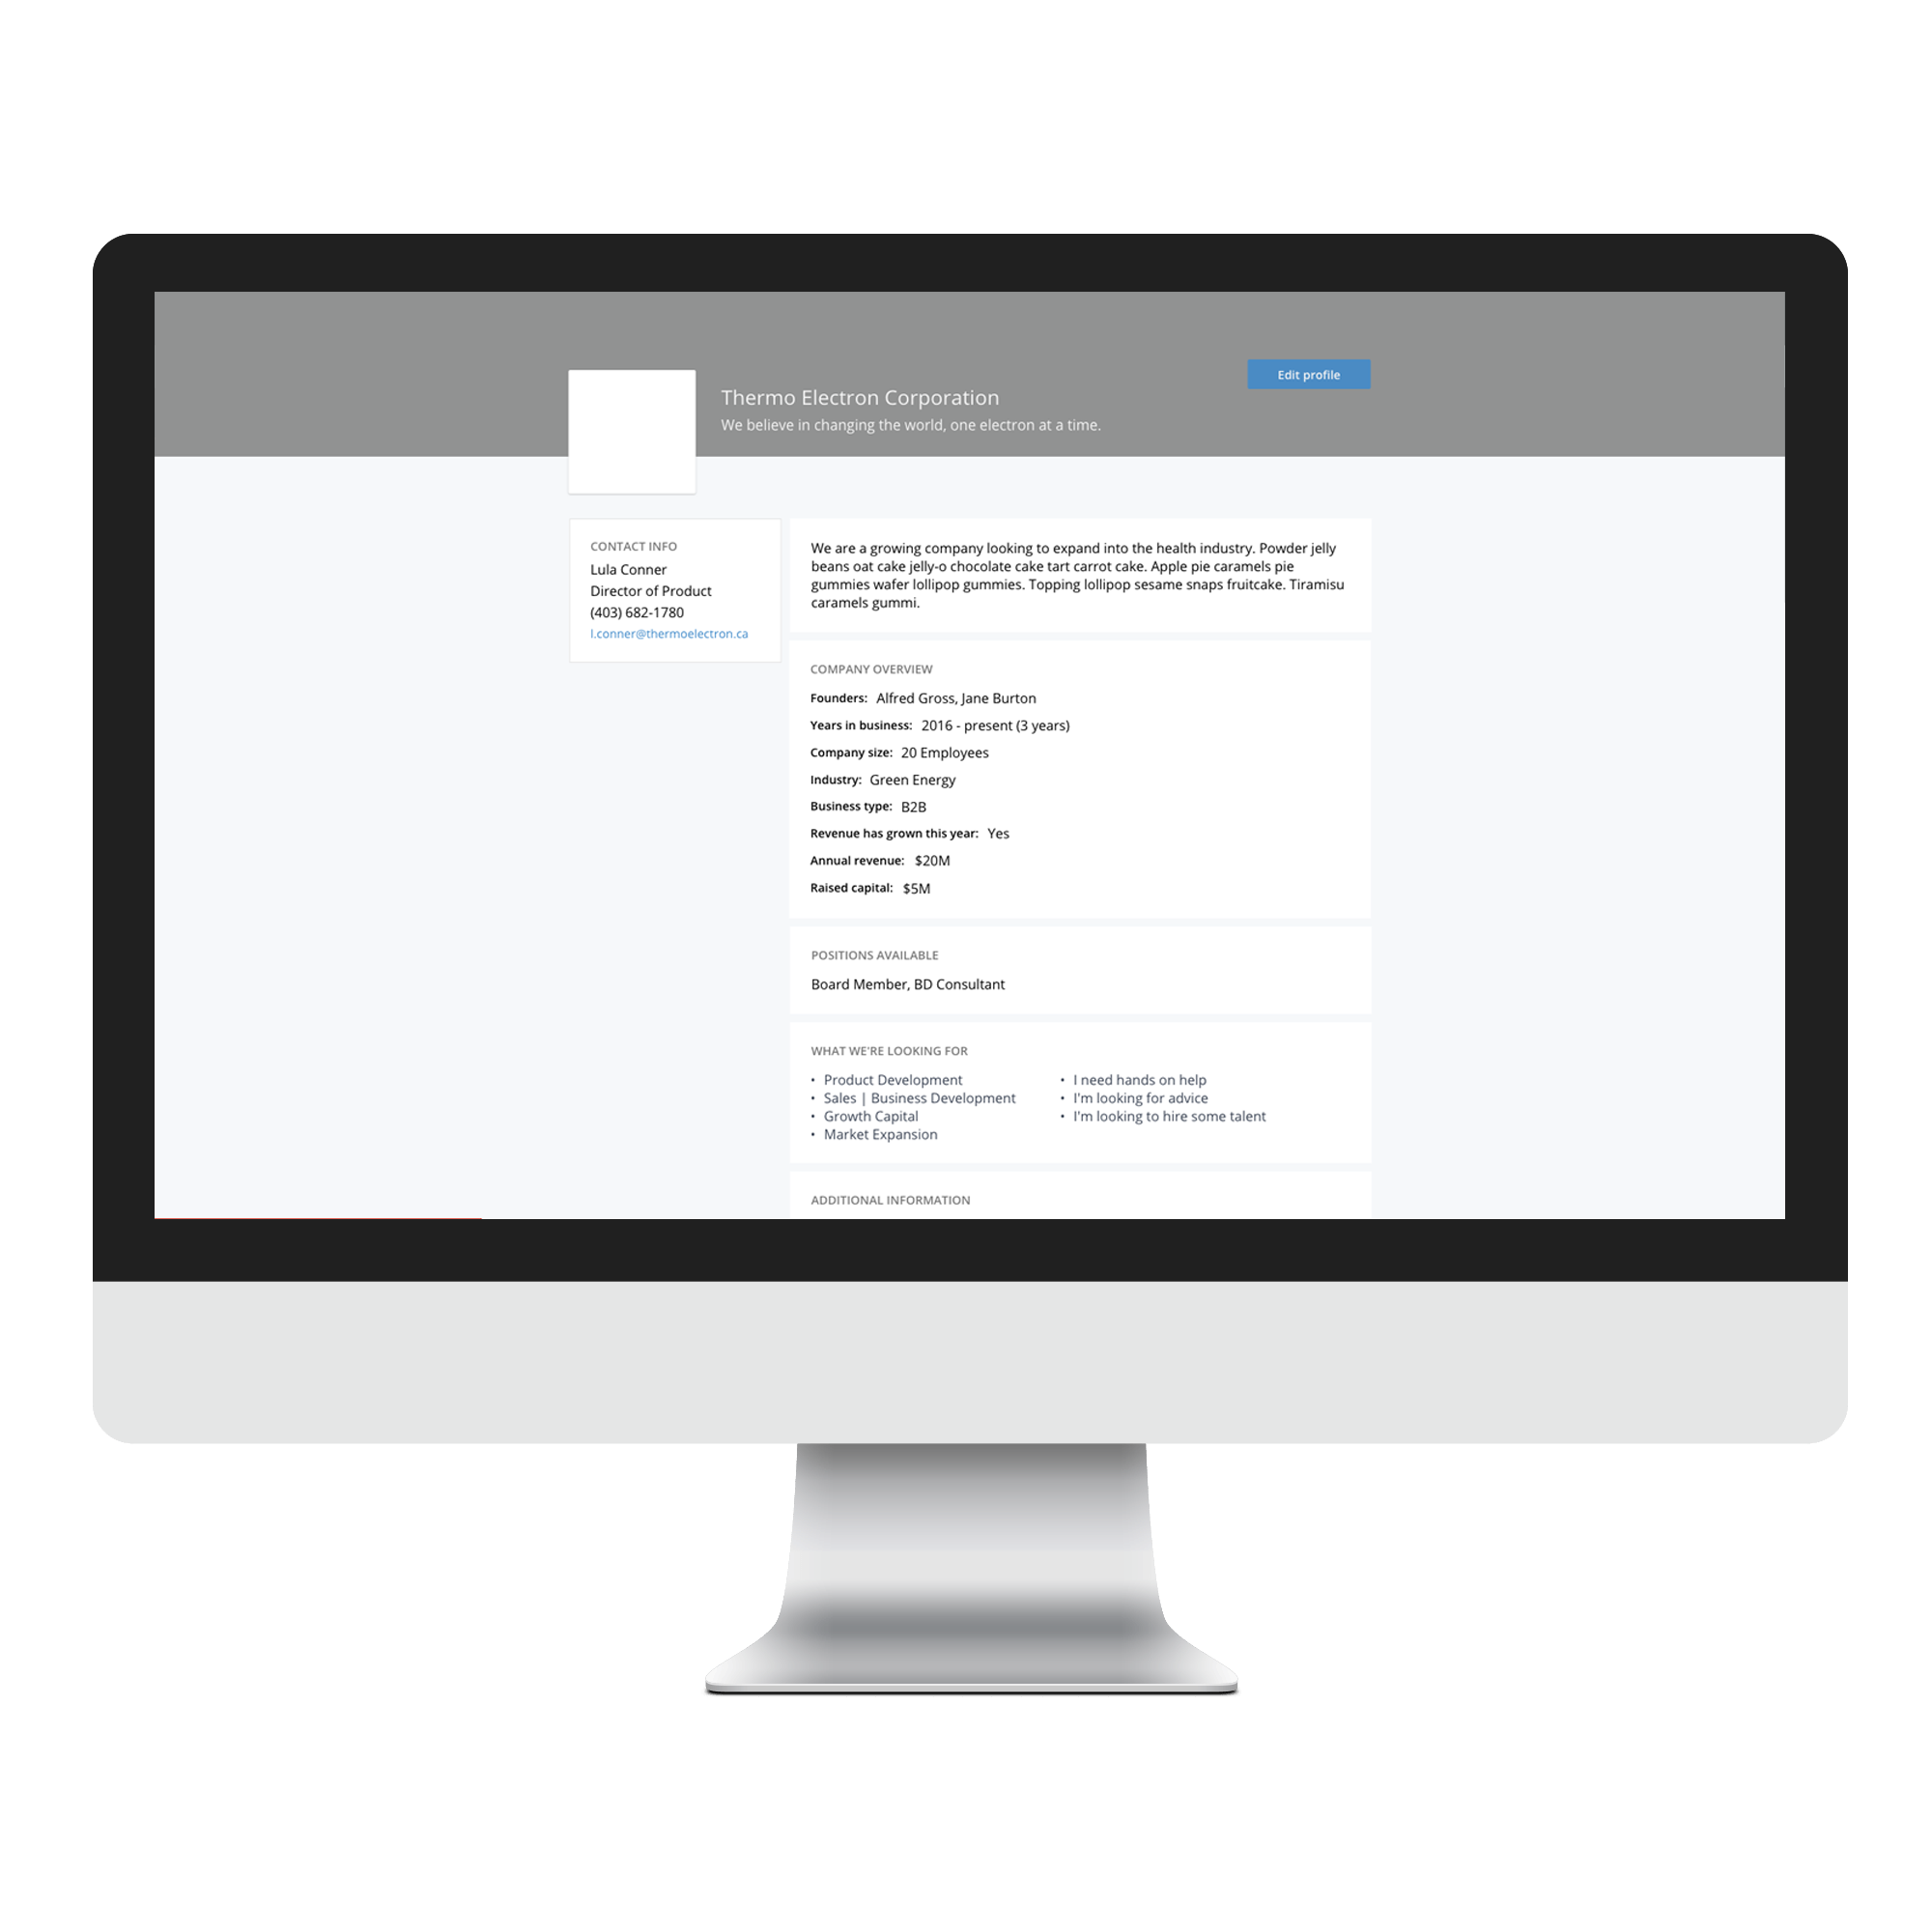 Edit profile
Thermo Electron Corporation
We believe in changing the world, one electron at a time.
CONTACT INFO
Lula Conner
Director of Product
(403) 682-1780
l.conner@thermoelectron.ca
We are a growing company looking to expand into the health industry. Powder jelly
beans oat cake jelly-o chocolate cake tart carrot cake. Apple pie caramels pie
gummies wafer lollipop gummies. Topping lollipop sesame snaps fruitcake. Tiramisu
caramels gummi.
COMPANY OVERVIEW
Founders: Alfred Gross, Jane Burton
Years in business: 2016 - present (3 years)
Company size: 20 Employees
Industry: Green Energy
Business type: B2B
Revenue has grown this year: Yes
Annual revenue: $20M
Raised capital: $5M
POSITIONS AVAILABLE
Board Member, BD Consultant
WHAT WE'RE LOOKING FOR
• Product Development
• Sales | Business Development
• Growth Capital
• Market Expansion
• I need hands on help
• I'm looking for advice
• I'm looking to hire some talent
ADDITIONAL INFORMATION